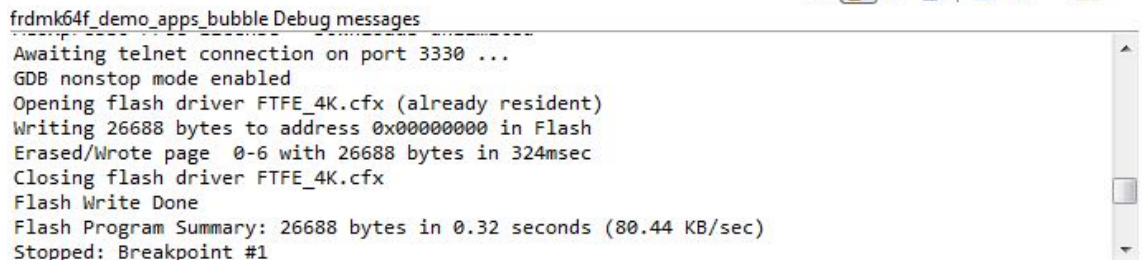 frdmk64f_demo_apps_bubble Debug messages
Awaiting telnet connection on port 3330 ...
GDB nonstop mode enabled
Opening flash driver FTFE_4K.cfx (already resident)
Writing 26688 bytes to address 0x00000000 in Flash
Erased/Wrote page  0-6 with 26688 bytes in 324msec
Closing flash driver FTFE_4K.cfx
Flash Write Done
Flash Program Summary: 26688 bytes in 0.32 seconds (80.44 KB/sec)
Stopped: Breakpoint #1